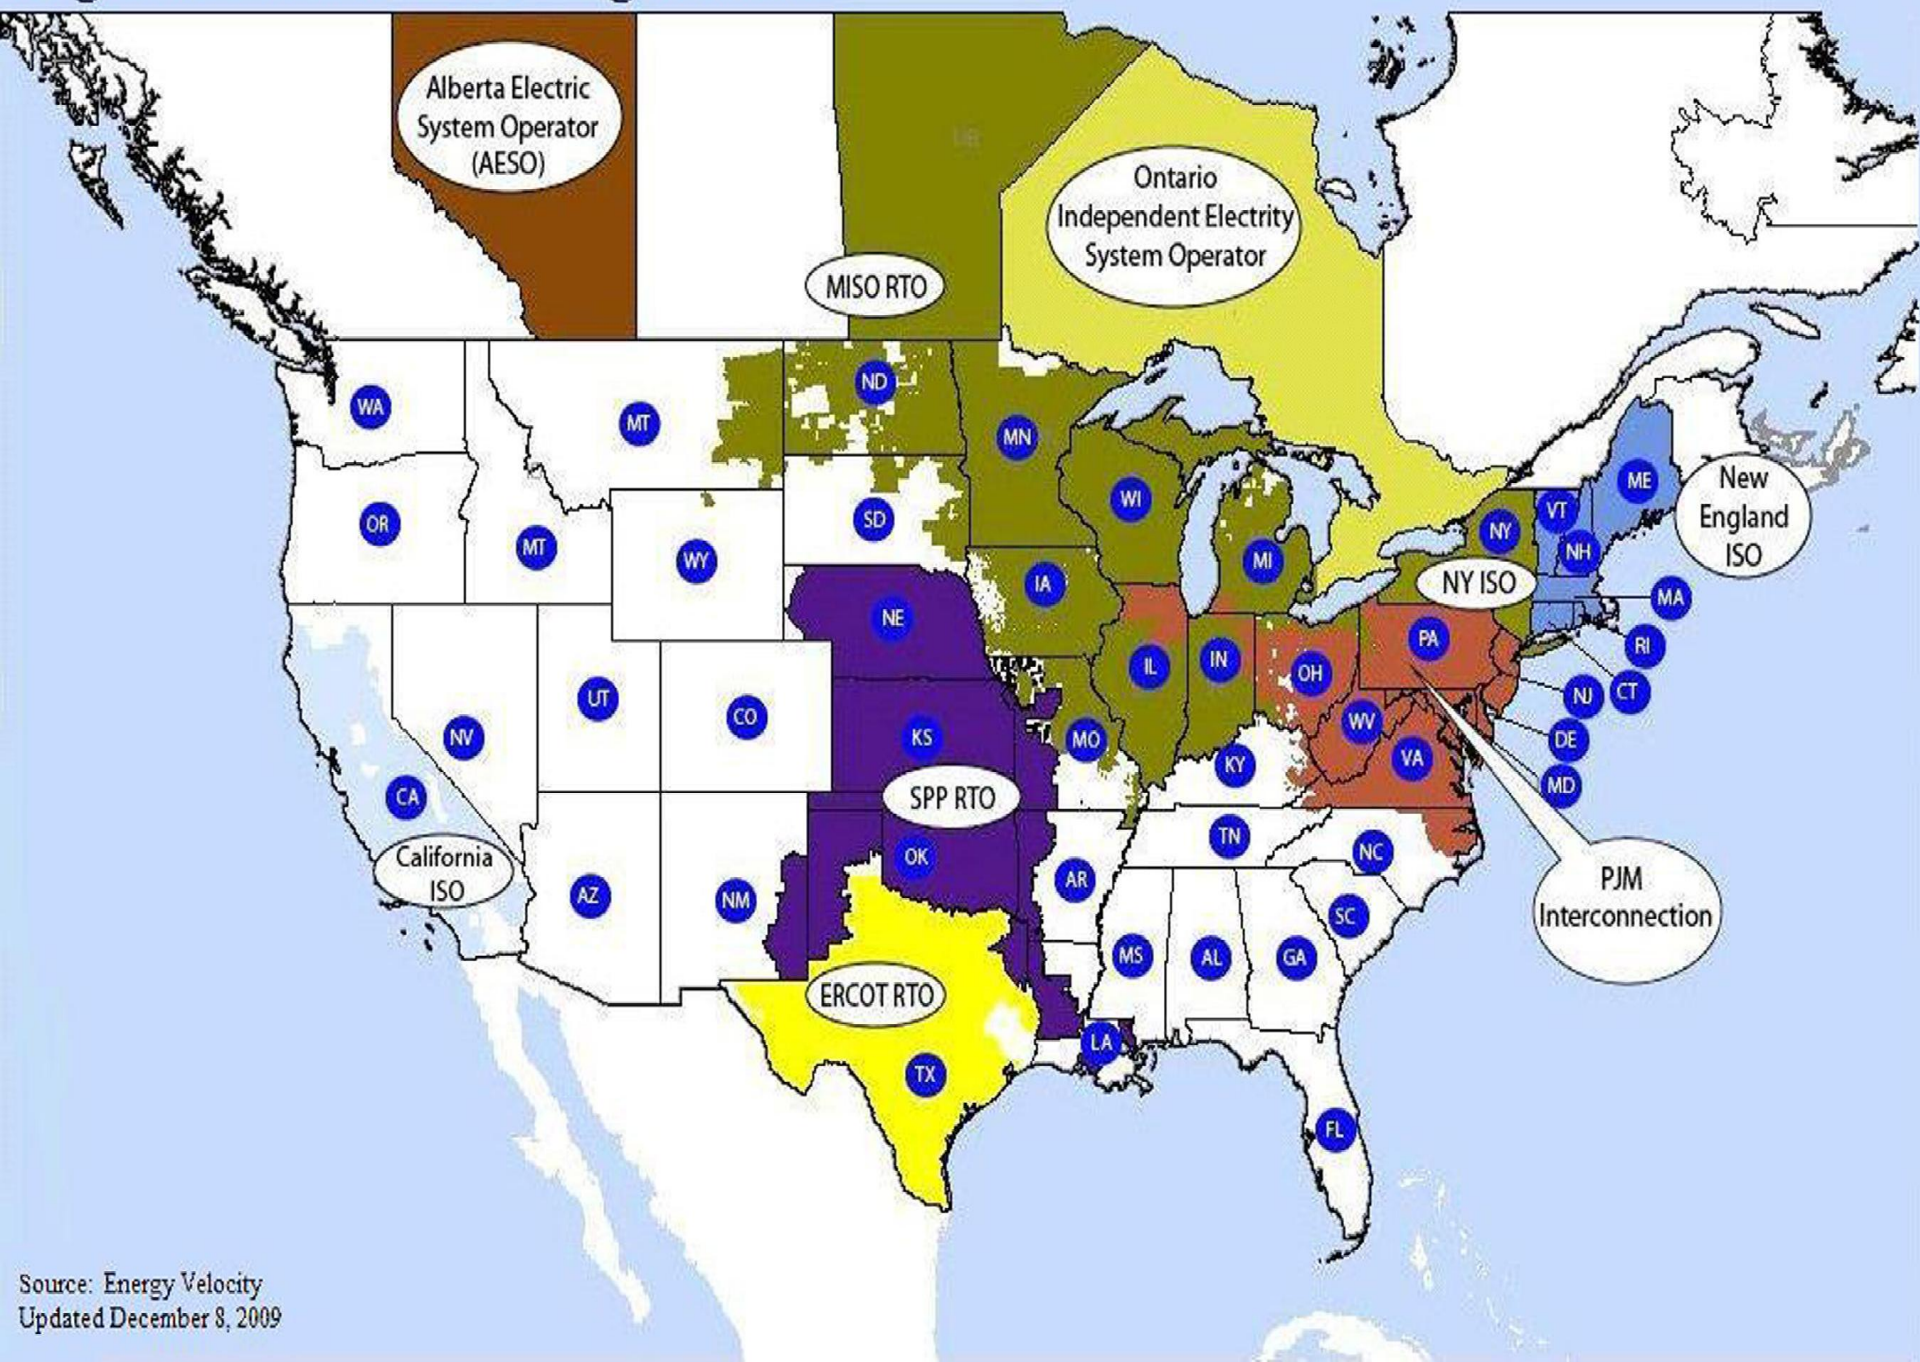 Alberta Electric
System Operator
(AESO)
Ontario
Independent Electrity
System Operator
MISO RTO
ND
WA
MT
MN
ME
New
England
ISO
WI
VT
OR
SD
NY
MT
NH
WY
MI
IA
NY ISO
MA
NE
PA
RI
IL
IN
OH
UT
NJ
CT
CO
WV
NV
KS
MO
DE
VA
KY
MD
CA
SPP RTO
TN
California
ISO
OK
NC
AR
PJM
Interconnection
AZ
NM
SC
MS
AL
GA
ERCOT RTO
LA
TX
FL
Source: Energy Velocity
Updated December 8, 2009